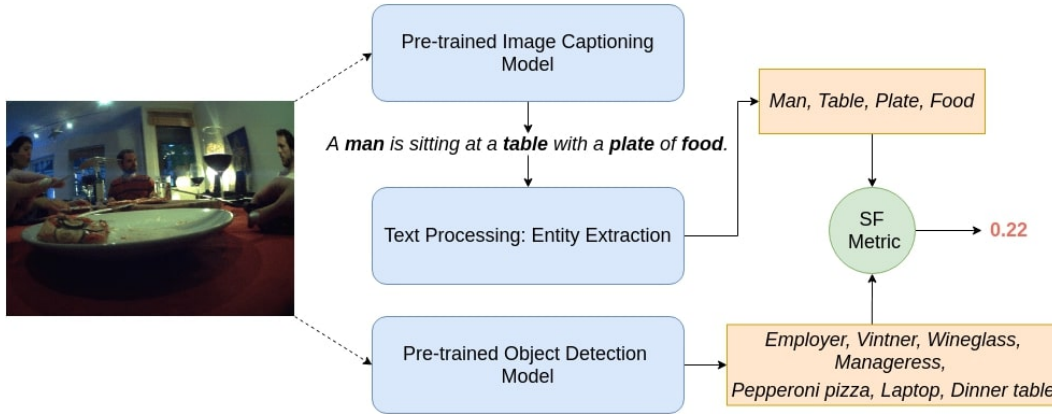 Pre-trained Image Captioning
Model
A man is sitting at a table with a plate of food.
Text Processing: Entity Extraction
Pre-trained Object Detection
Model
Man, Table, Plate, Food
SF
Metric
0.22
Employer, Vintner, Wineglass,
Manageress,
Pepperoni pizza, Laptop, Dinner table